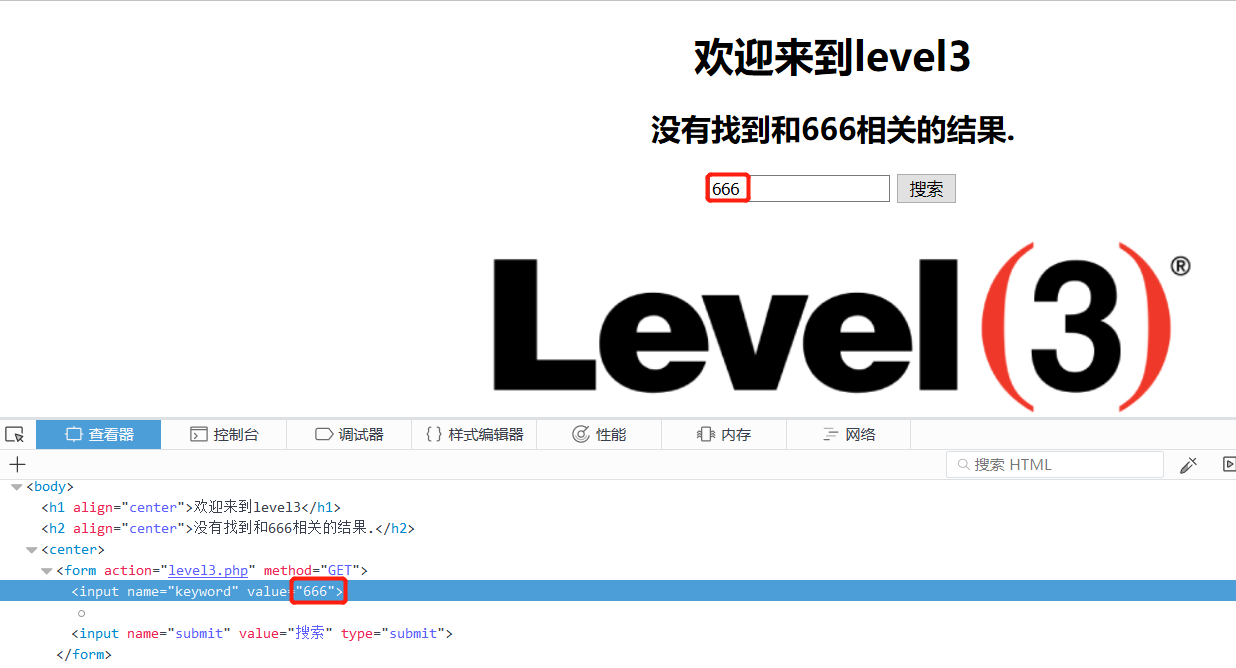 欢迎来到level3
没有找到和666相关的结果.
666 搜索
Level(3)®
查看器 控制台 调试器 {} 样式编辑器 性能 内存 网络
+ 搜索 HTML
<body>
<h1 align="center">欢迎来到level3</h1>
<h2 align="center">没有找到和666相关的结果.</h2>
<center>
<form action="level3.php" method="GET">
<input name="keyword" value="666">
<input name="submit" value="搜索" type="submit">
</form>